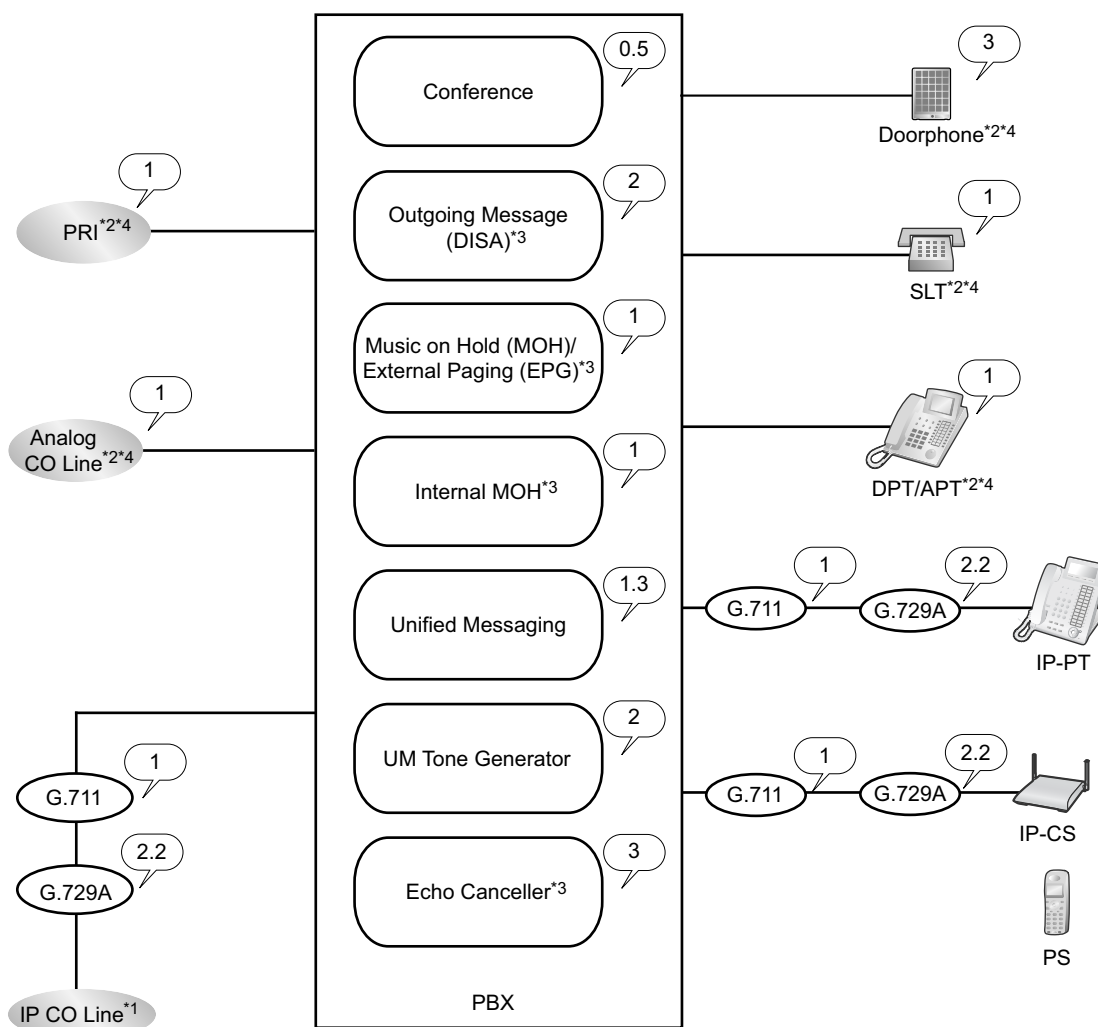 0.5
Conference
3
Doorphone*2*4
1
PRI*2*4
2
Outgoing Message
(DISA)*3
1
SLT*2*4
1
Music on Hold (MOH)/
External Paging (EPG)*3
1
Analog
CO Line*2*4
1
DPT/APT*2*4
1
Internal MOH*3
1.3
Unified Messaging
1
G.711
2.2
G.729A
IP-PT
2
UM Tone Generator
1
G.711
2.2
G.729A
IP-CS
1
G.711
2.2
G.729A
3
Echo Canceller*3
PS
IP CO Line*1
PBX